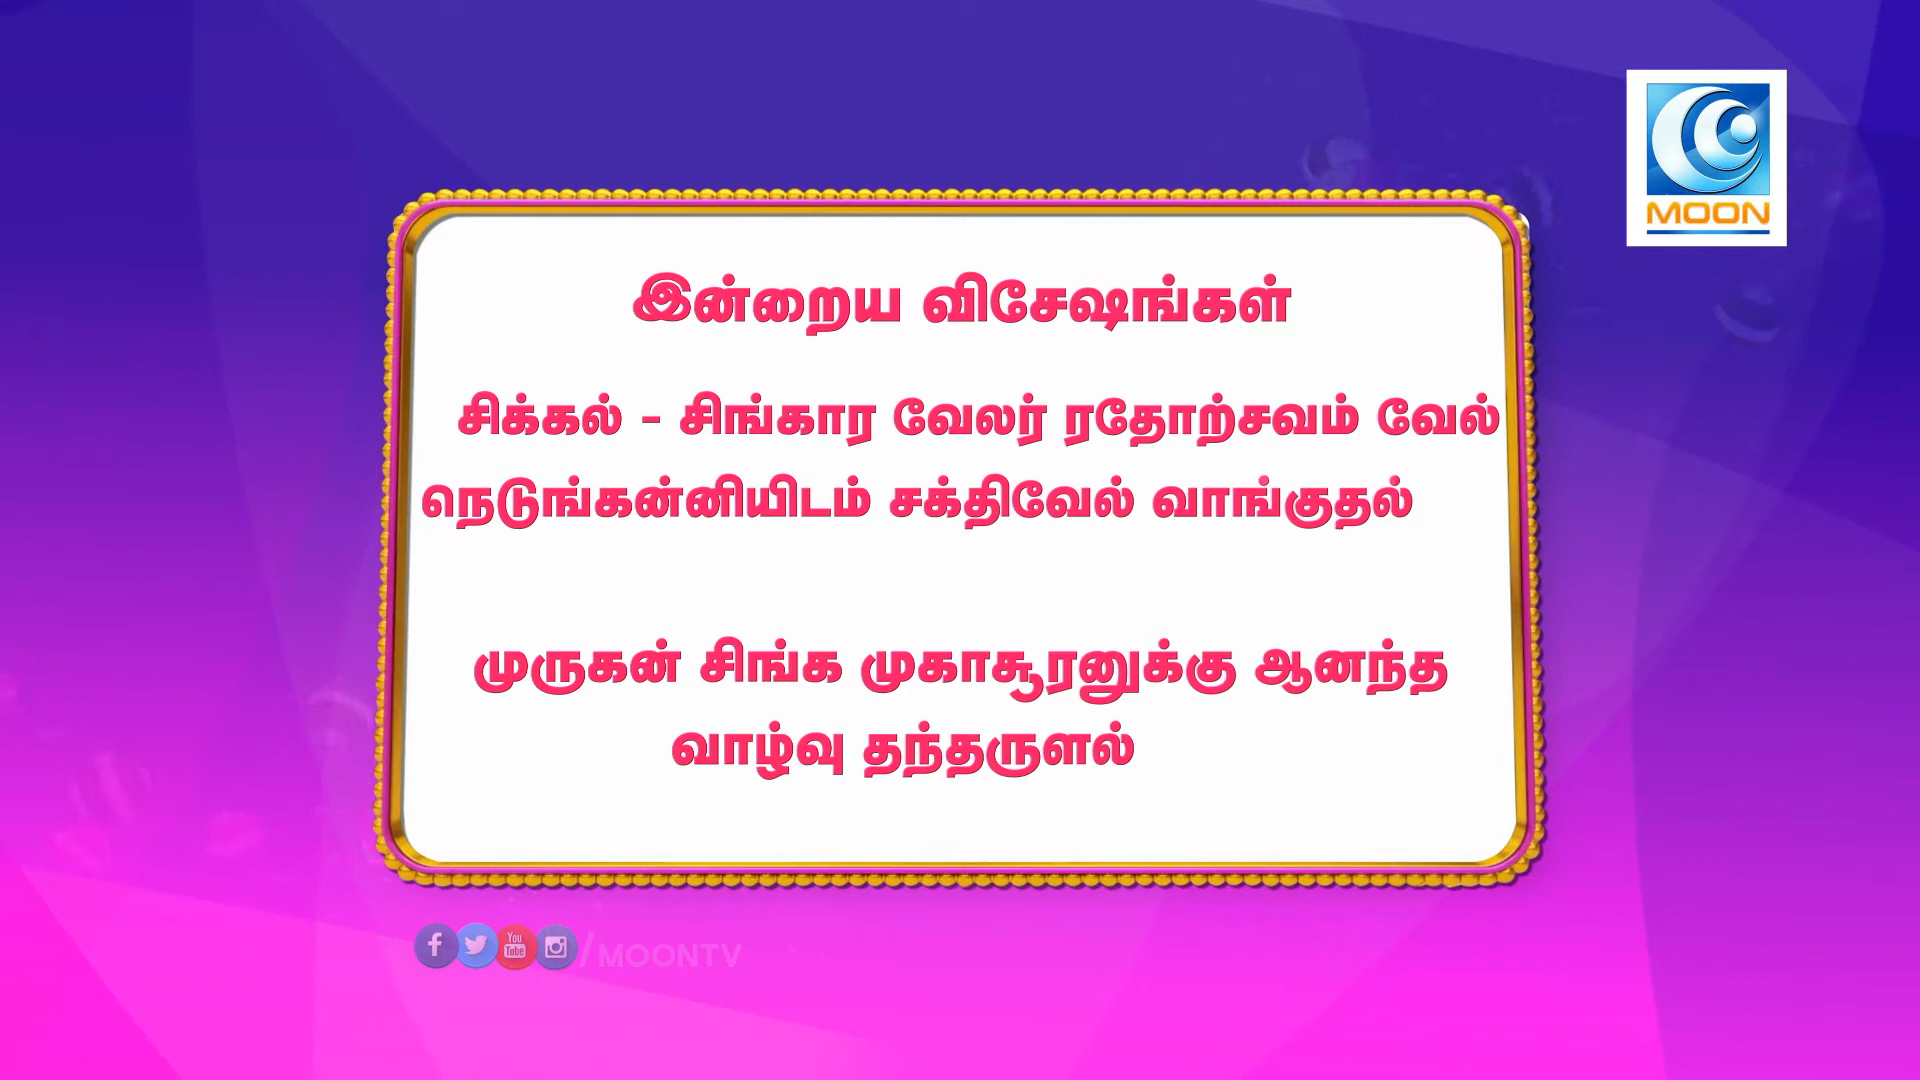 MOON
இன்றைய விசேஷங்கள்
சிக்கல் - சிங்கார வேலர் ரதோற்சவம் வேல்
நெடுங்கன்னியிடம் சக்திவேல் வாங்குதல்
முருகன் சிங்க முகாசூரனுக்கு ஆனந்த
வாழ்வு தந்தருளல்
f You Tube /MOONTV